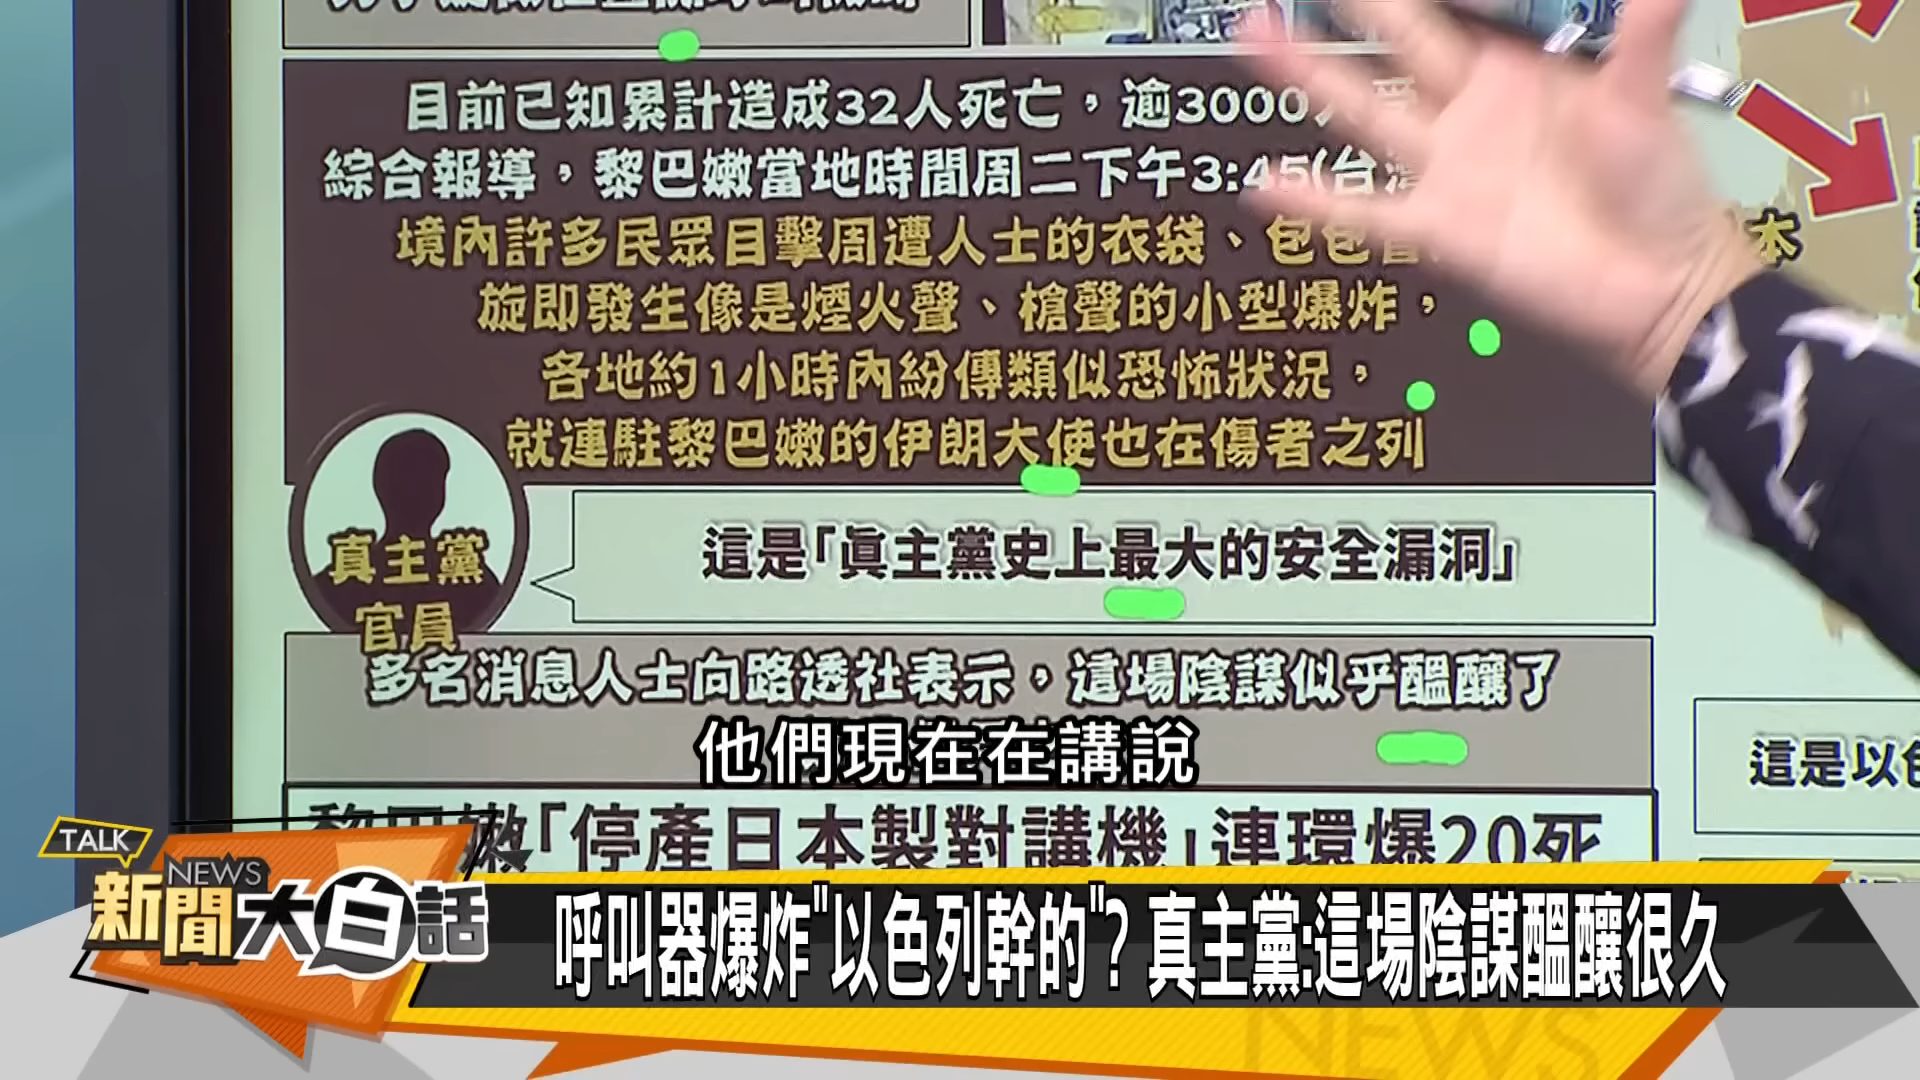 目前已知累計造成32人死亡，逾3000人
綜合報導，黎巴嫩當地時間周二下午3:45(台灣
境內許多民眾目擊周遭人士的衣袋、包包冒
本
旋即發生像是煙火聲、槍聲的小型爆炸，
各地約1小時內紛傳類似恐怖狀況，
就連駐黎巴嫩的伊朗大使也在傷者之列
真主黨
官員
這是「真主黨史上最大的安全漏洞」
多名消息人士向路透社表示，這場陰謀似乎醞釀了
他們現在在講說
這是以色
黎巴嫩「停產日本製對講機」連環爆20死
TALK
NEWS
新聞大白話
呼叫器爆炸"以色列幹的"? 真主黨:這場陰謀醞釀很久
NEWS